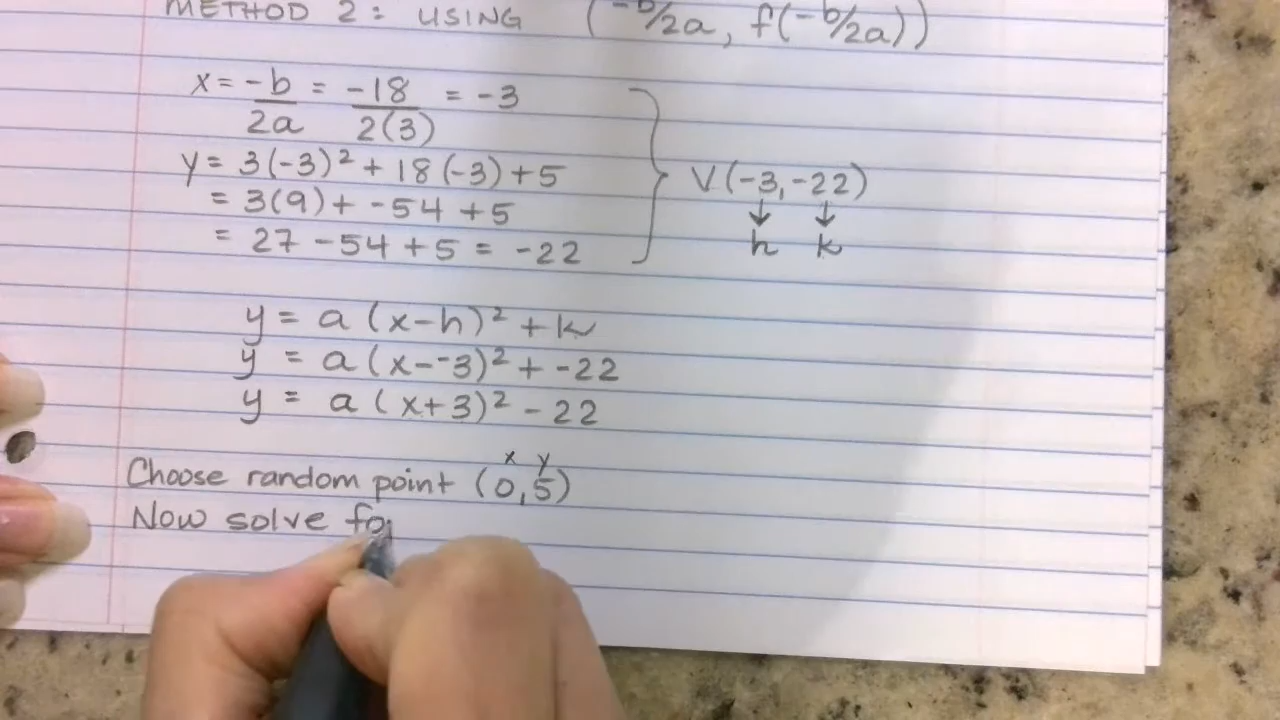 METHOD 2: USING (-b/2a, f(-b/2a))
x = -b/2a = -18/2(3) = -3
y = 3(-3)² + 18(-3) + 5
= 3(9) + -54 + 5
= 27 - 54 + 5 = -22
V(-3, -22)
h k
y = a(x-h)² + k
y = a(x--3)² + -22
y = a(x+3)² - 22
x y
Choose random point (0,5)
Now solve fo